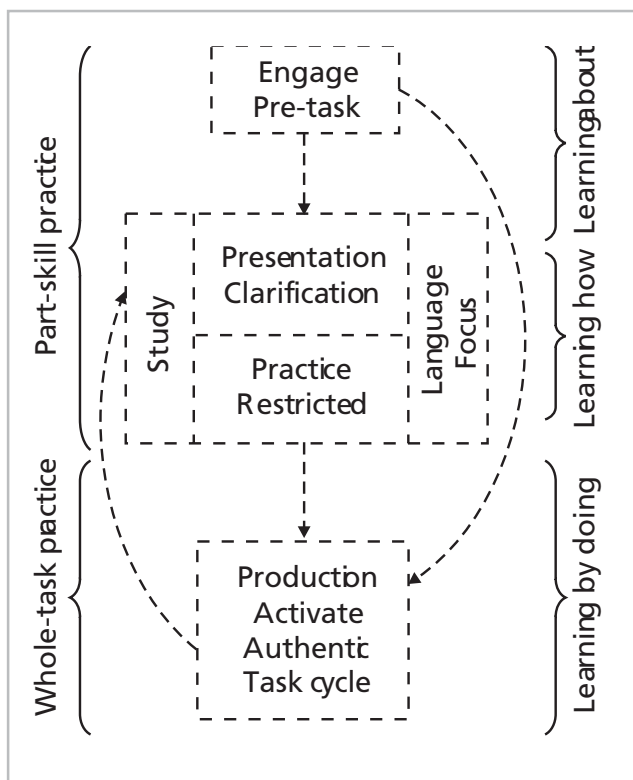 Engage
Pre-task
Presentation
Clarification
Practice
Restricted
Study
Language
Focus
Production
Activate
Authentic
Task cycle
Part-skill practice
Whole-task practice
Learning about
Learning how
Learning by doing